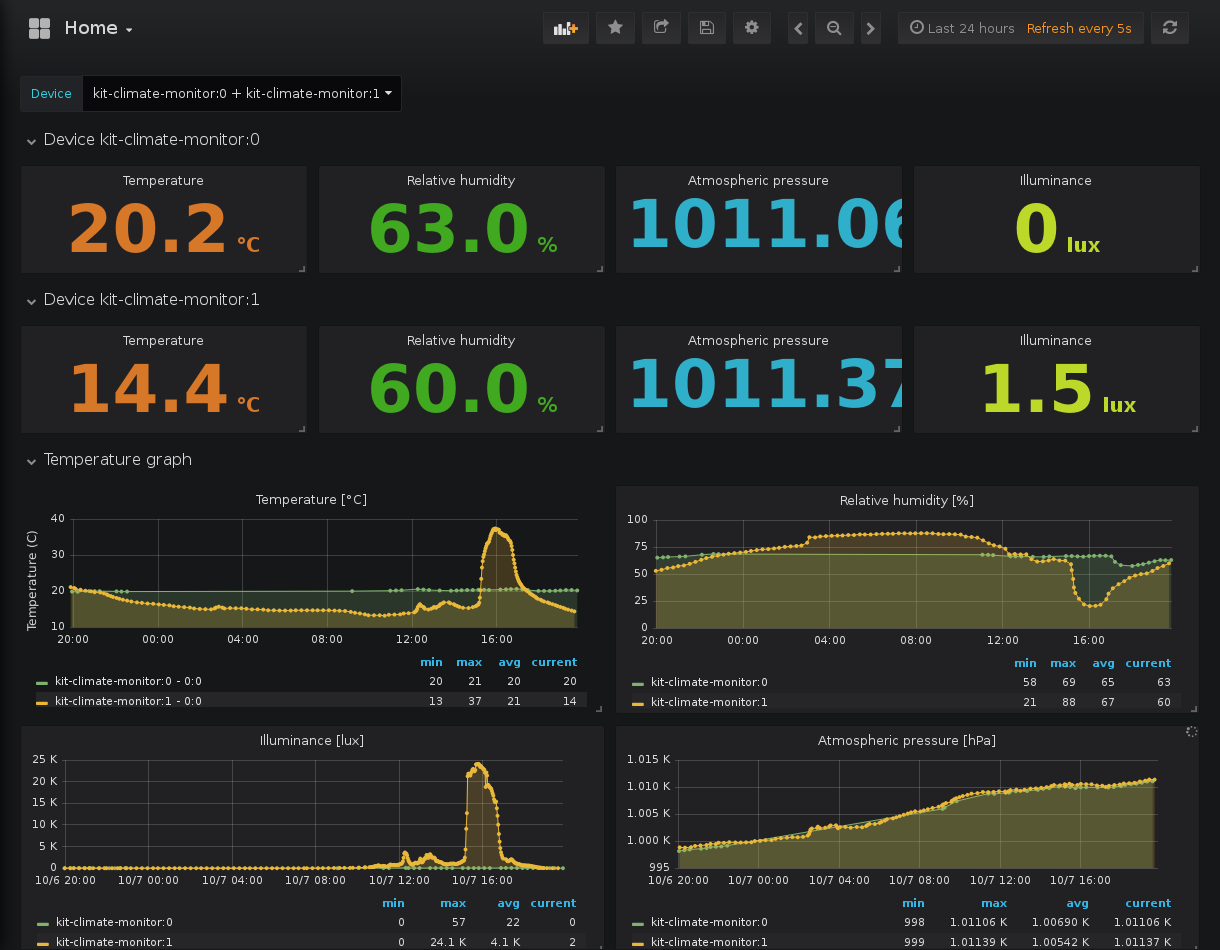 Home
Last 24 hours Refresh every 5s
Device kit-climate-monitor:0 + kit-climate-monitor:1
Device kit-climate-monitor:0
Temperature Relative humidity Atmospheric pressure Illuminance
20.2 °C 63.0 % 1011.06 0 lux
Device kit-climate-monitor:1
Temperature Relative humidity Atmospheric pressure Illuminance
14.4 °C 60.0 % 1011.37 1.5 lux
Temperature graph
Temperature [°C]
Temperature (C)
40
30
20
10
20:00 00:00 04:00 08:00 12:00 16:00
min max avg current
kit-climate-monitor:0 - 0:0 20 21 20 20
kit-climate-monitor:1 - 0:0 13 37 21 14
Relative humidity [%]
100
75
50
25
0
20:00 00:00 04:00 08:00 12:00 16:00
min max avg current
kit-climate-monitor:0 58 69 65 63
kit-climate-monitor:1 21 88 67 60
Illuminance [lux]
25 K
20 K
15 K
10 K
5 K
0
10/6 20:00 10/7 00:00 10/7 04:00 10/7 08:00 10/7 12:00 10/7 16:00
min max avg current
kit-climate-monitor:0 0 57 22 0
kit-climate-monitor:1 0 24.1 K 4.1 K 2
Atmospheric pressure [hPa]
1.015 K
1.010 K
1.005 K
1.000 K
995
10/6 20:00 10/7 00:00 10/7 04:00 10/7 08:00 10/7 12:00 10/7 16:00
min max avg current
kit-climate-monitor:0 998 1.01106 K 1.00690 K 1.01106 K
kit-climate-monitor:1 999 1.01139 K 1.00542 K 1.01137 K